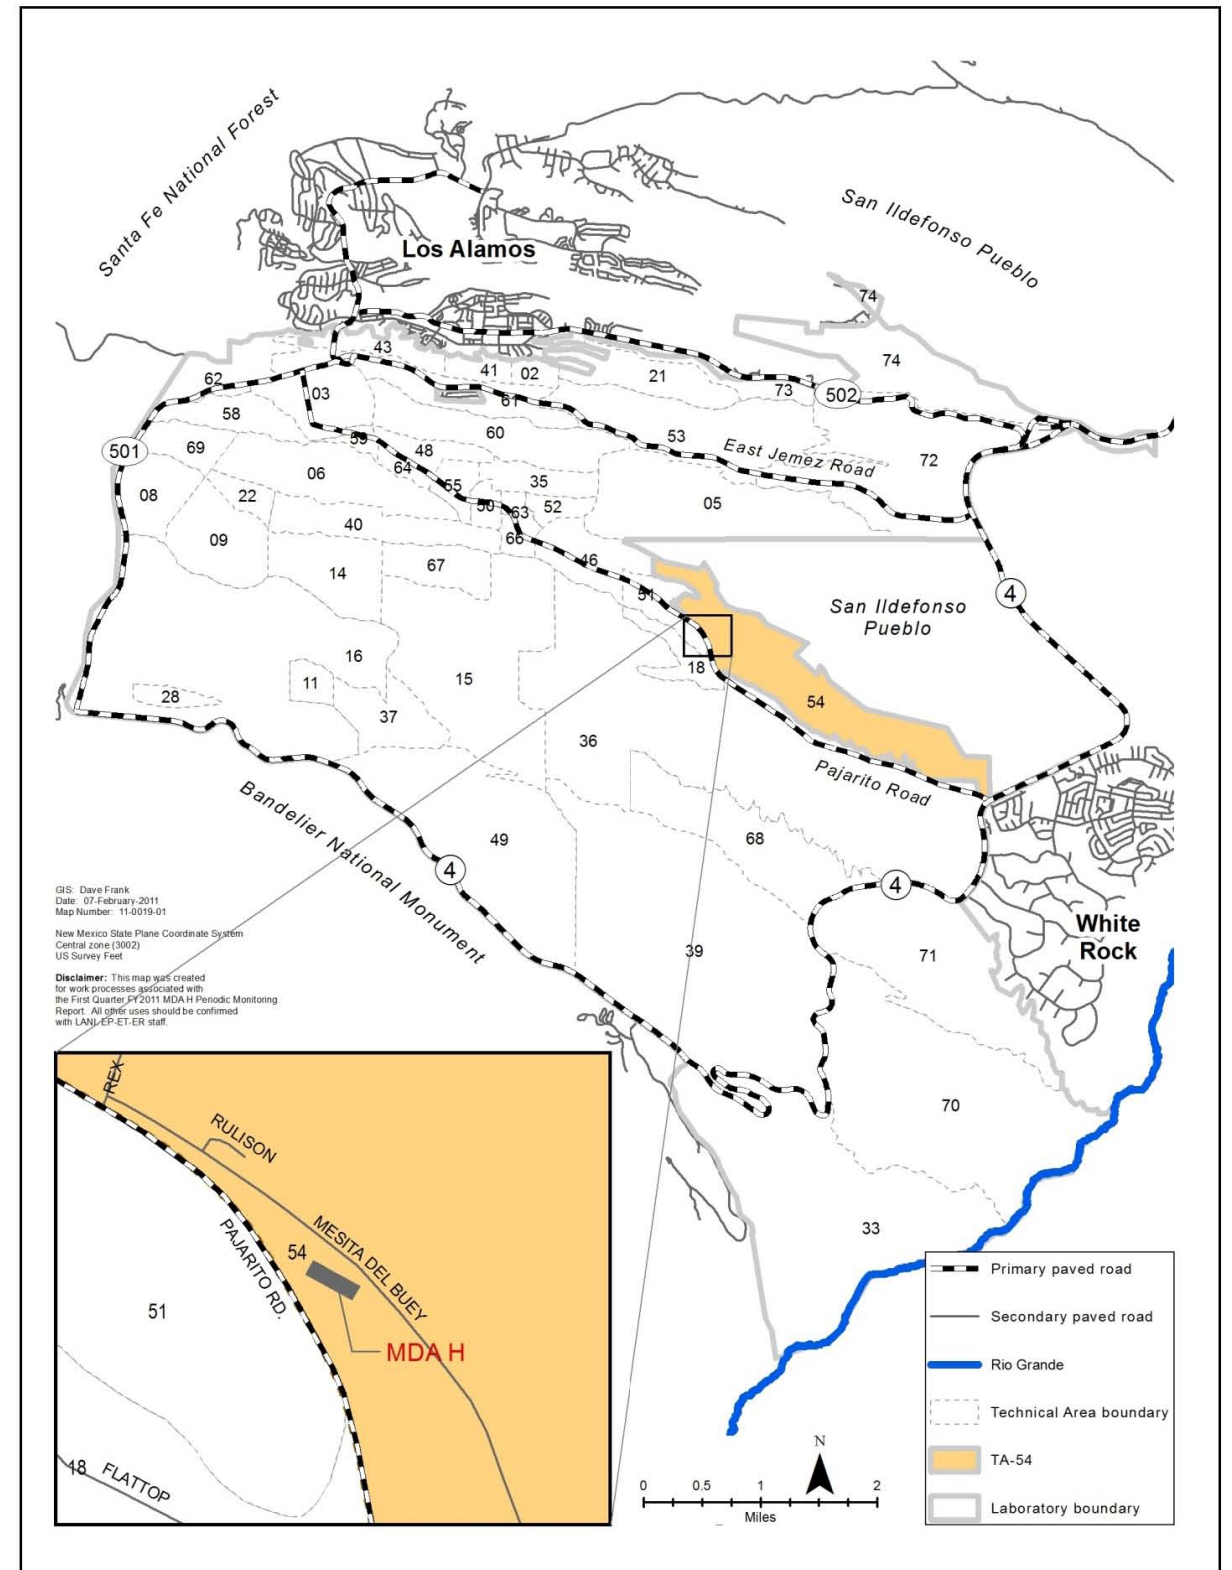 Santa Fe National Forest
San Ildefonso Pueblo
Los Alamos
74
74
43
41
02
21
73
502
62
03
61
58
59
60
53
East Jemez Road
72
501
69
48
64
06
55
35
08
22
50
63
52
05
40
66
09
46
67
14
51
4
San Ildefonso
Pueblo
16
18
11
15
28
54
37
36
Pajarito Road
Bandelier National Monument
49
68
4
4
GIS: Dave Frank
Date: 07-February-2011
Map Number: 11-0019-01
New Mexico State Plane Coordinate System
Central zone (3002)
US Survey Feet
Disclaimer: This map was created
for work processes associated with
the First Quarter FY2011 MDA H Periodic Monitoring
Report. All other uses should be confirmed
with LANL EP-ET-ER staff.
White
Rock
39
71
70
33
REX
RULISON
MESITA DEL BUEY
54
PAJARITO RD.
51
MDA H
18
FLATTOP
Primary paved road
Secondary paved road
Rio Grande
Technical Area boundary
TA-54
Laboratory boundary
N
0 0.5 1 2
Miles